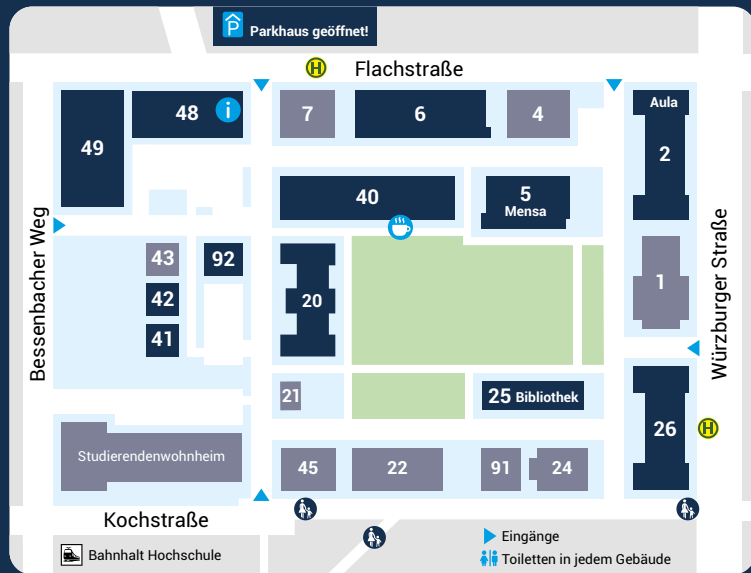 P Parkhaus geöffnet!
H Flachstraße
48 i
7
6
4
Aula
49
2
40
5
Mensa
Bessenbacher Weg
43
92
1
Würzburger Straße
42
20
41
21
25 Bibliothek
26
H
Studierendenwohnheim
45
22
91
24
Kochstraße
Bahnhalt Hochschule
Eingänge
Toiletten in jedem Gebäude